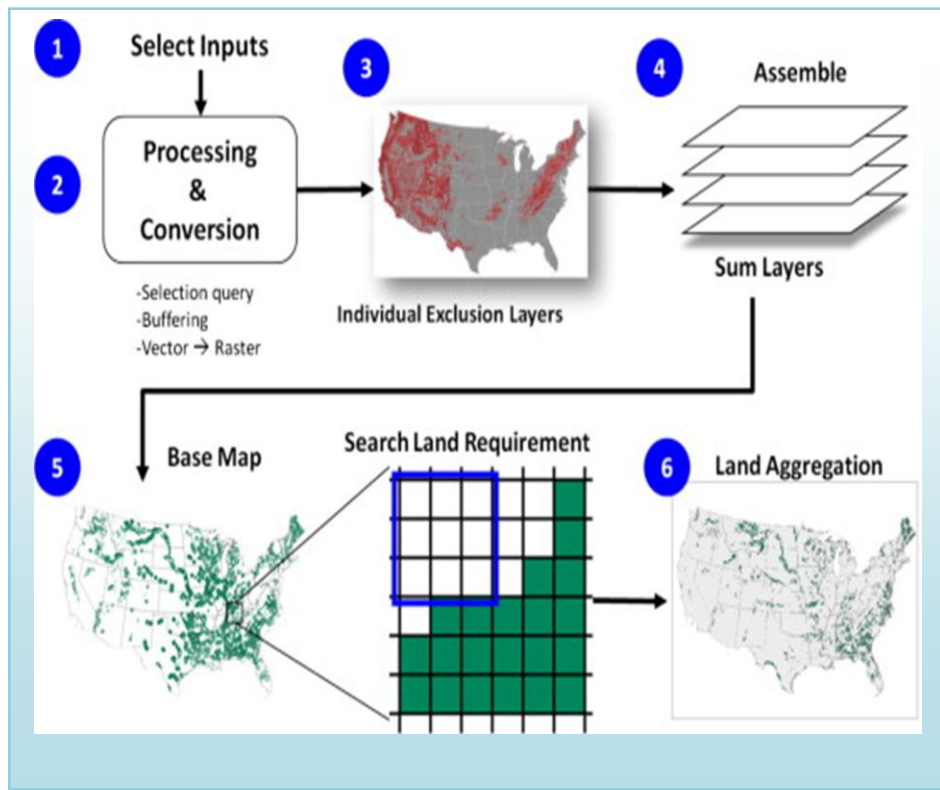 1
Select Inputs
2
Processing
&
Conversion
-Selection query
-Buffering
-Vector → Raster
3
Individual Exclusion Layers
4
Assemble
Sum Layers
5
Base Map
Search Land Requirement
6
Land Aggregation